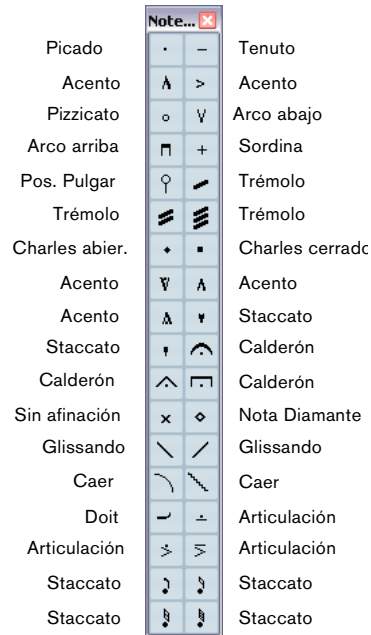 Note...
Picado Tenuto
Acento Acento
Pizzicato Arco abajo
Arco arriba Sordina
Pos. Pulgar Trémolo
Trémolo Trémolo
Charles abier. Charles cerrado
Acento Acento
Acento Staccato
Staccato Calderón
Calderón Calderón
Sin afinación Nota Diamante
Glissando Glissando
Caer Caer
Doit Articulación
Articulación Articulación
Staccato Staccato
Staccato Staccato